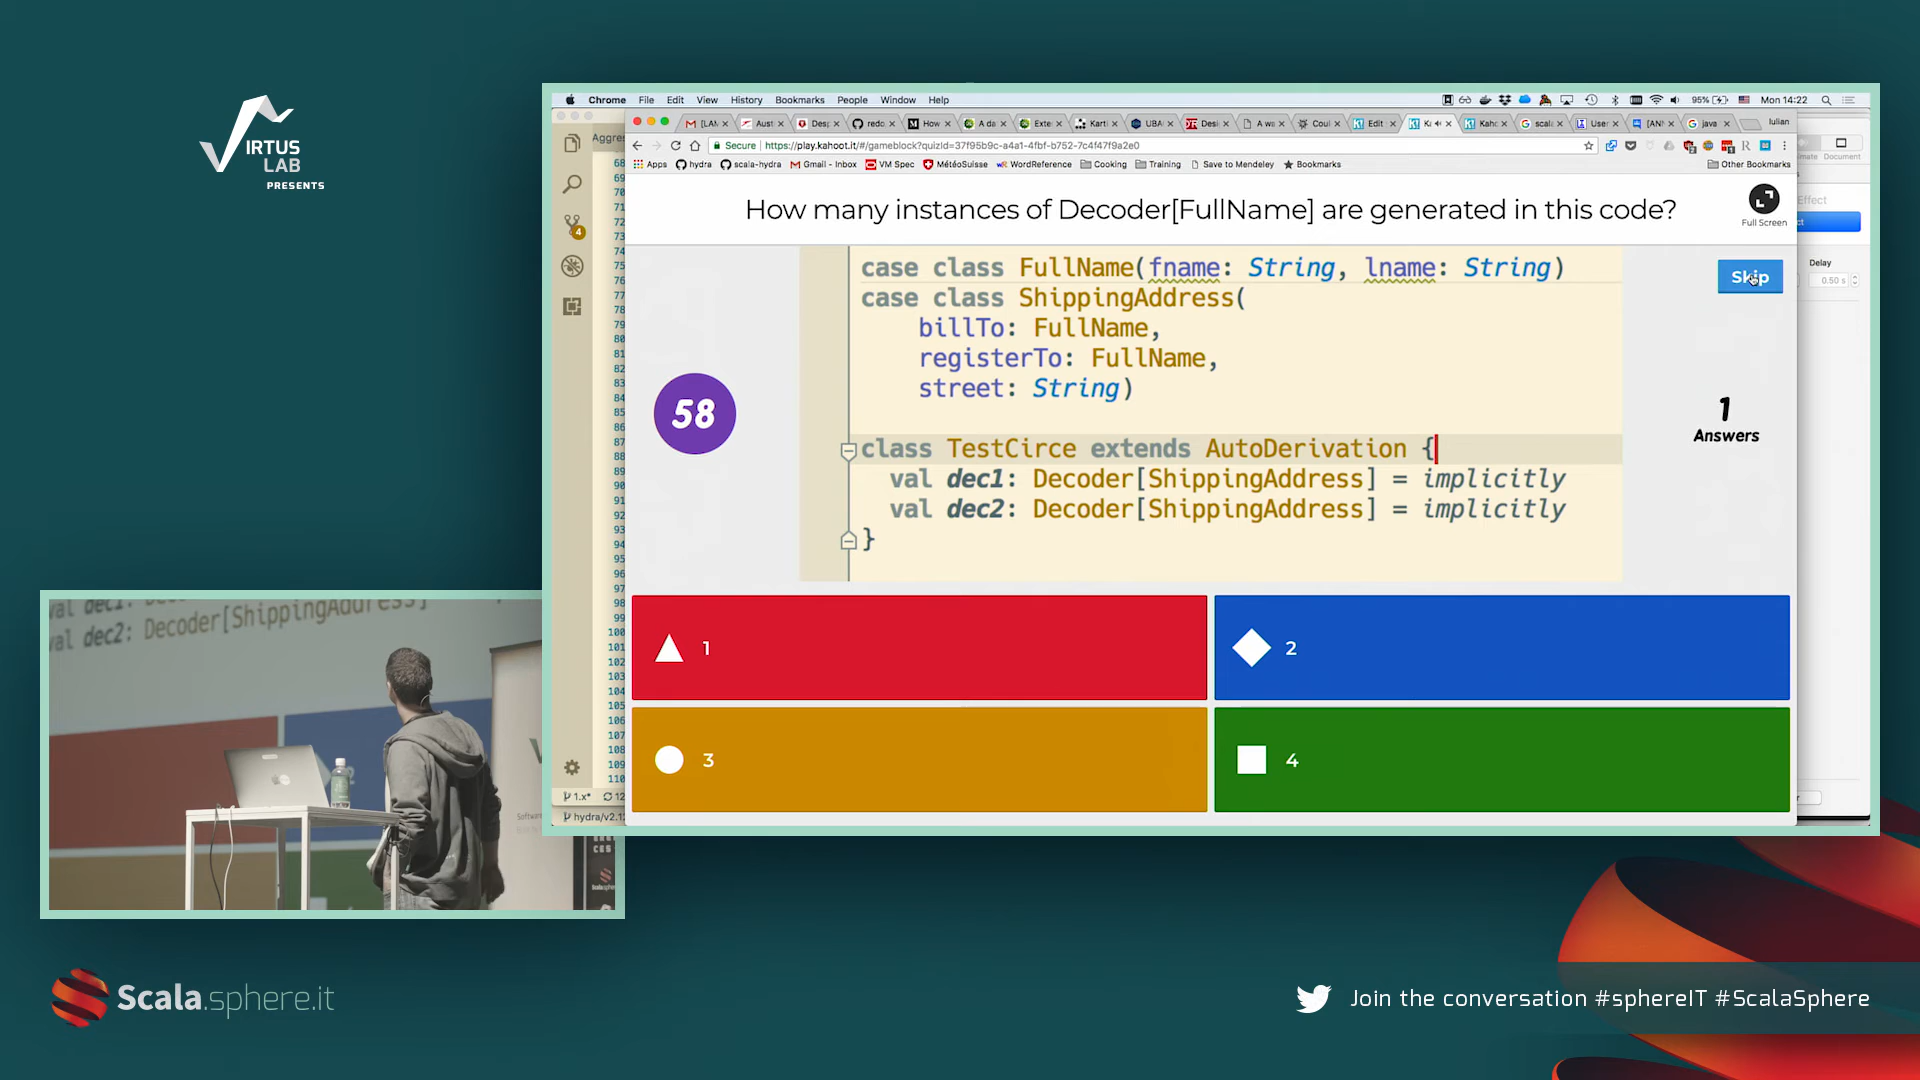 VIRTUS
LAB
PRESENTS
Chrome File Edit View History Bookmarks People Window Help
95% Mon 14:22
Iulian
Secure https://play.kahoot.it/#/gameblock?quizId=37f95b9c-a4a1-4fbf-b752-7c4f47f9a2e0
Apps hydra scala-hydra Gmail - Inbox VM Spec MétéoSuisse WordReference Cooking Training Save to Mendeley Bookmarks Other Bookmarks
How many instances of Decoder[FullName] are generated in this code?
Full Screen
Skip
Delay
0.50 s
case class FullName(fname: String, lname: String)
case class ShippingAddress(
billTo: FullName,
registerTo: FullName,
street: String)
class TestCirce extends AutoDerivation {
val dec1: Decoder[ShippingAddress] = implicitly
val dec2: Decoder[ShippingAddress] = implicitly
}
58
1
Answers
1
2
3
4
val dec2: Decoder[ShippingAddress]
Scala.sphere.it
Join the conversation #sphereIT #ScalaSphere